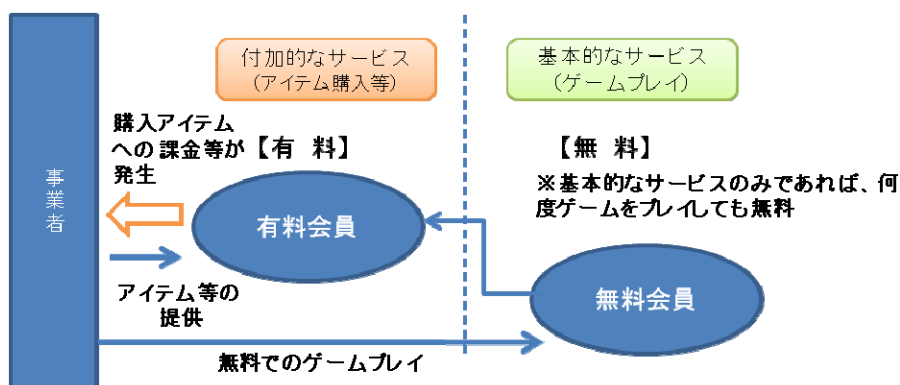 付加的なサービス
（アイテム購入等）
基本的なサービス
（ゲームプレイ）
事業者
購入アイテム
への課金等が
発生
【有 料】
【無 料】
※基本的なサービスのみであれば、何
度ゲームをプレイしても無料
有料会員
無料会員
アイテム等の
提供
無料でのゲームプレイ